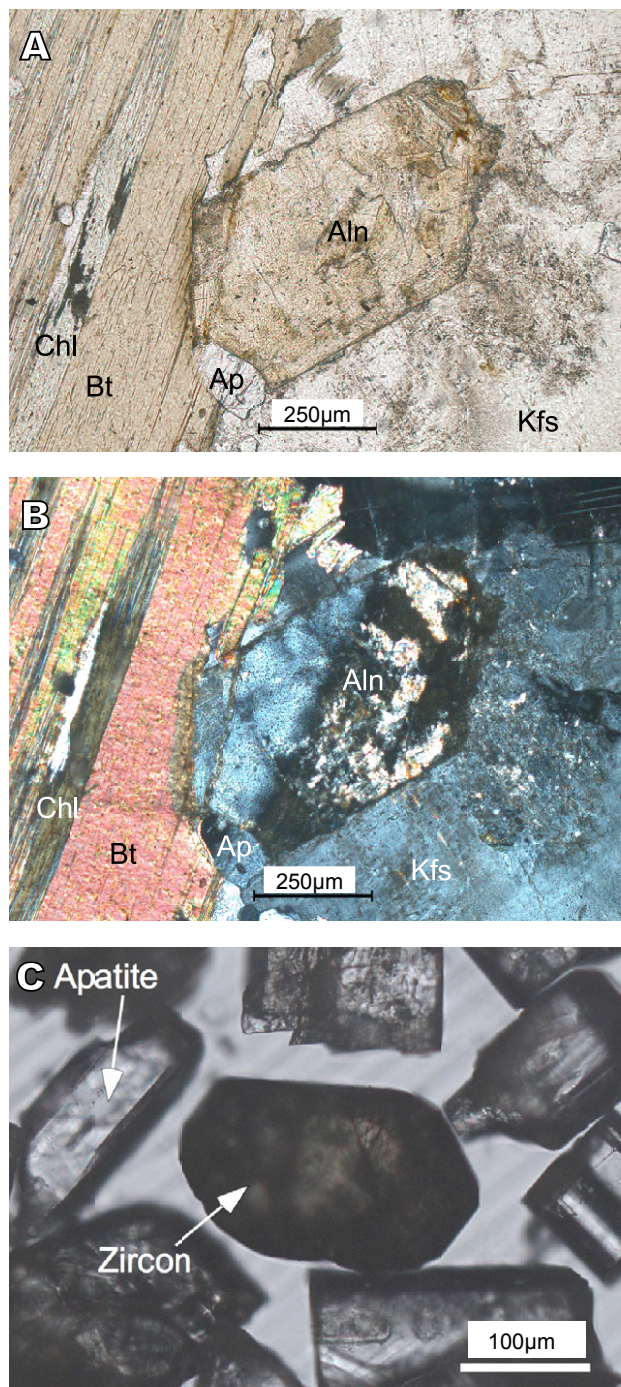 A
Aln
Chl
Bt
Ap
250µm
Kfs
B
Aln
Chl
Bt
Ap
Kfs
250µm
C
Apatite
Zircon
100µm